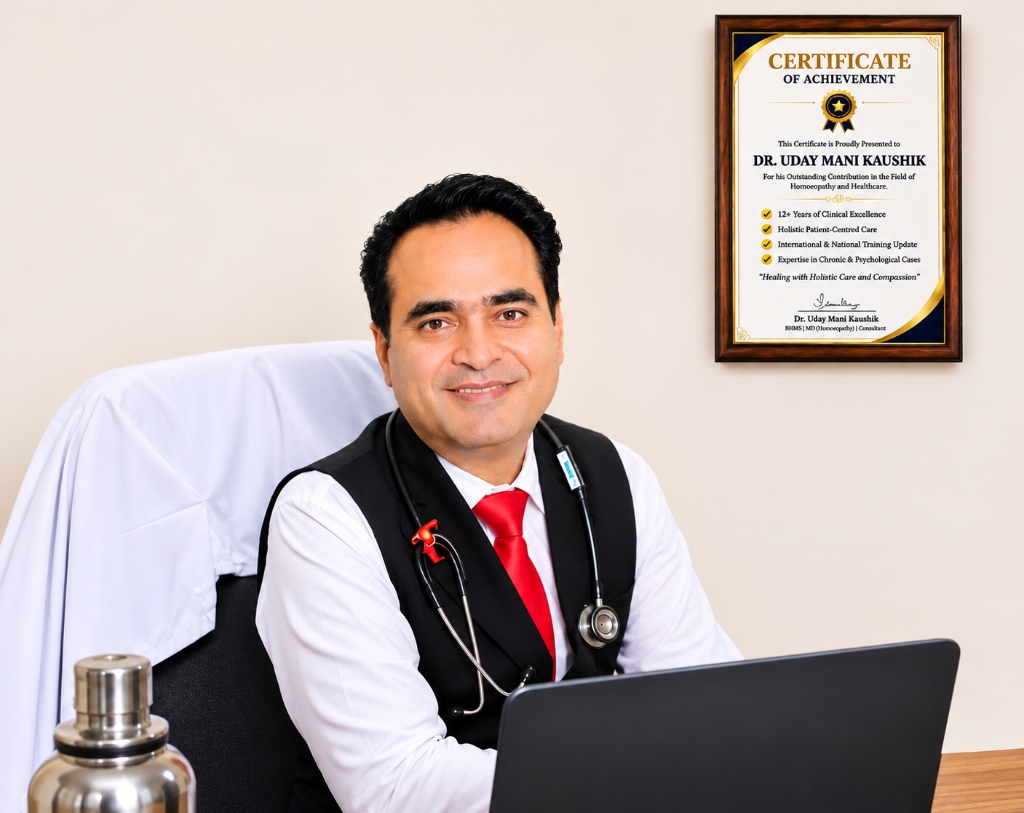 CERTIFICATE
OF ACHIEVEMENT
This Certificate is Proudly Presented to
DR. UDAY MANI KAUSHIK
For his Outstanding Contribution in the Field of
Homoeopathy and Healthcare.
12+ Years of Clinical Excellence
Holistic Patient-Centred Care
International & National Training Update
Expertise in Chronic & Psychological Cases
"Healing with Holistic Care and Compassion"
Dr. Uday Mani Kaushik
BHMS | MD (Homoeopathy) | Consultant